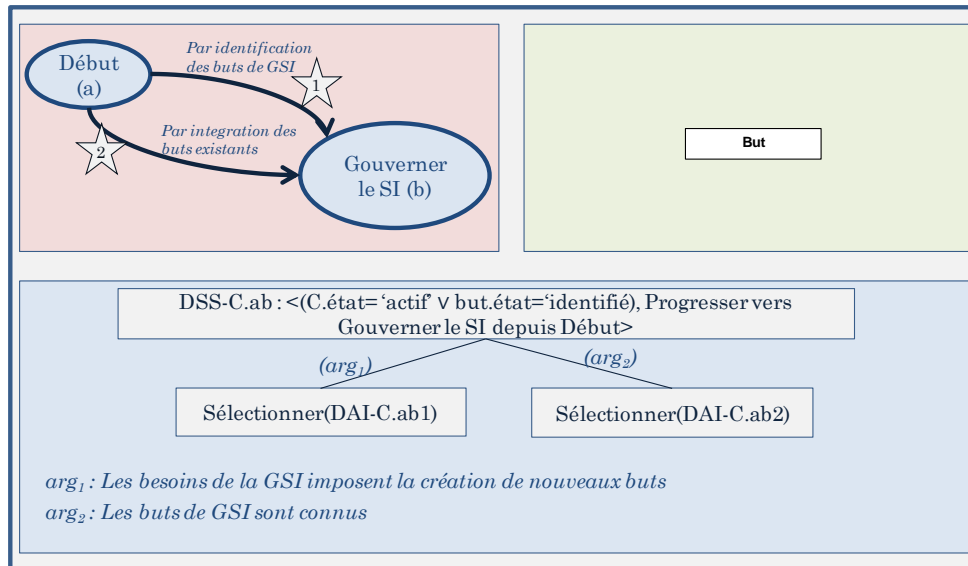 Par identification
des buts de GSI
Début
(a)
1
Par integration des
buts existants
2
Gouverner
le SI (b)
But
DSS-C.ab : <(C.état= ‘actif’ ∨ but.état=‘identifié), Progresser vers
Gouverner le SI depuis Début>
(arg₁)
(arg₂)
Sélectionner(DAI-C.ab1)
Sélectionner(DAI-C.ab2)
arg₁ : Les besoins de la GSI imposent la création de nouveaux buts
arg₂ : Les buts de GSI sont connus